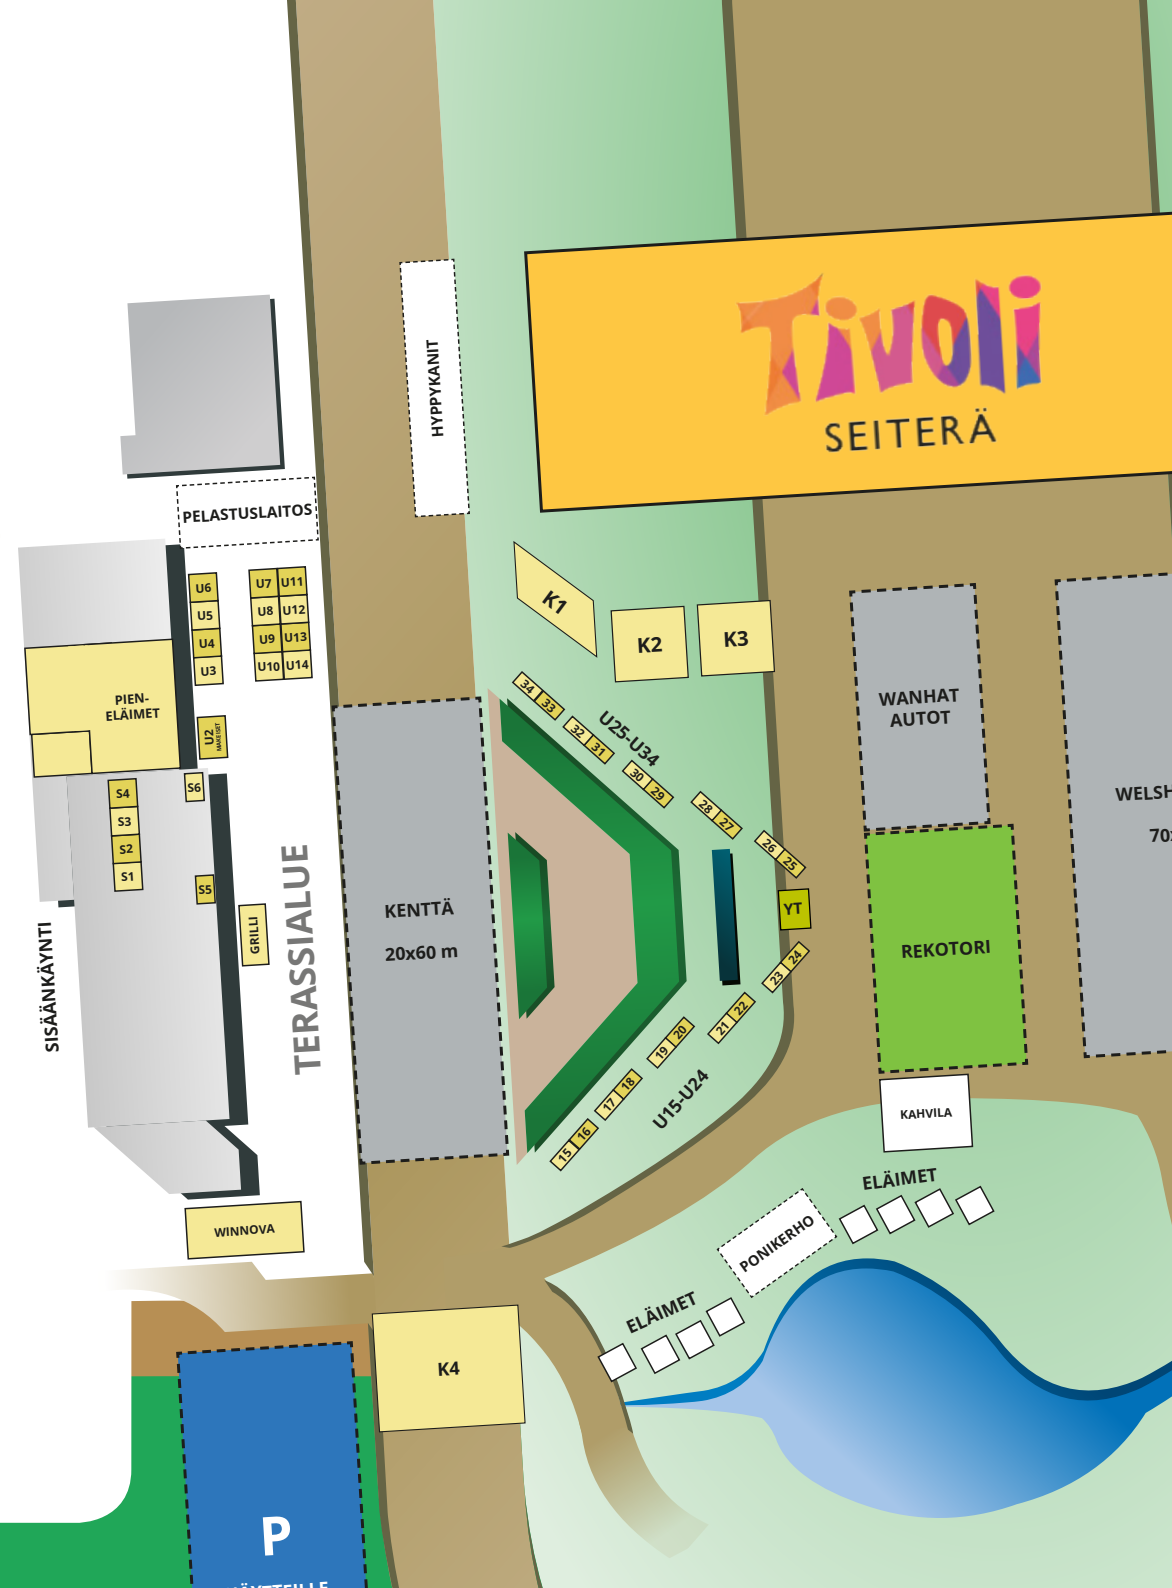 Tivoli
SEITERÄ
HYPPYKANIT
PELASTUSLAITOS
U6
U5
U4
U3
U7
U11
U8
U12
U9
U13
U10
U14
K1
K2
K3
PIEN-
ELÄIMET
U2
MAKEISET
S6
S4
S3
S2
S1
S5
GRILLI
TERASSIALUE
SISÄÄNKÄYNTI
WINNOVA
KENTTÄ
20x60 m
34
33
32
31
30
29
28
27
26
25
U25-U34
YT
24
23
22
21
20
19
18
17
16
15
U15-U24
WANHAT
AUTOT
REKOTORI
KAHVILA
ELÄIMET
PONIKERHO
ELÄIMET
K4
P